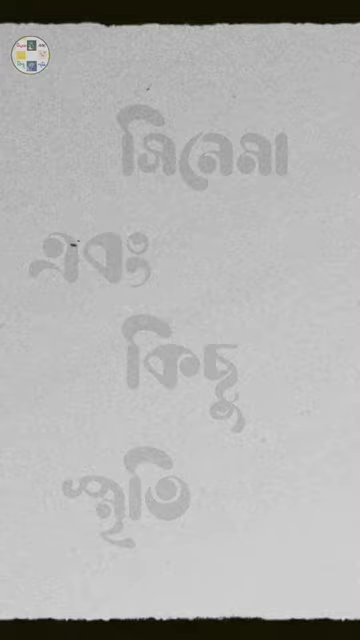 সিনেমা
এবং
কিছু
স্মৃতি